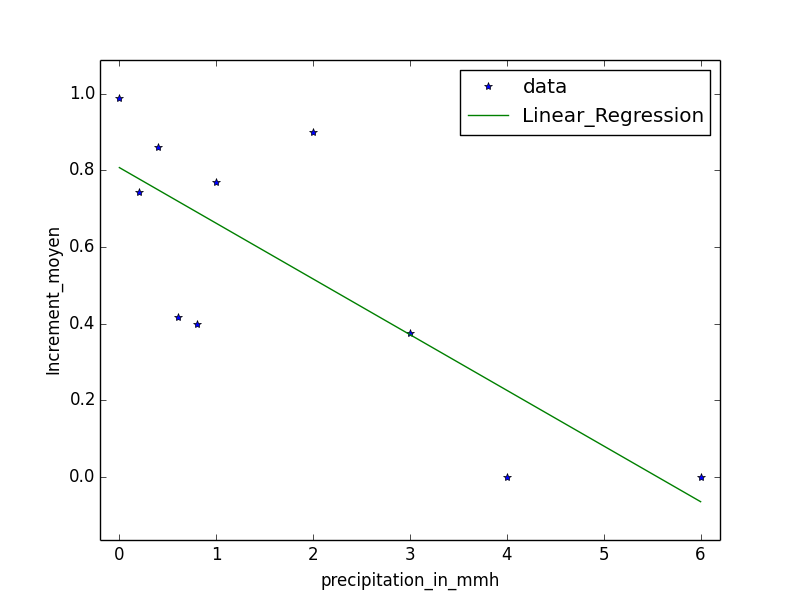 data
Linear_Regression
1.0
0.8
0.6
0.4
0.2
0.0
Increment_moyen
0 1 2 3 4 5 6
precipitation_in_mmh